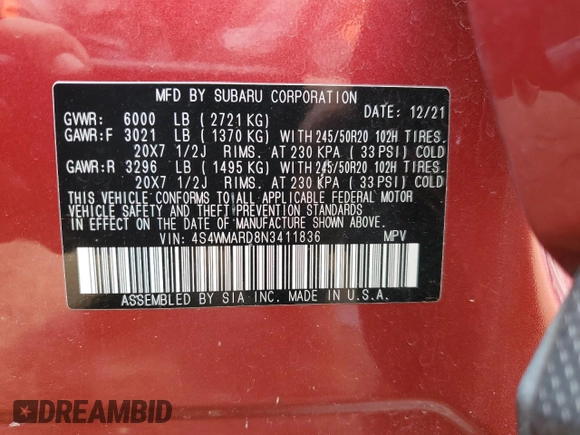 MFD BY SUBARU CORPORATION
GVWR: 6000 LB ( 2721 KG) DATE: 12/21
GAWR:F 3021 LB ( 1370 KG) WITH 245/50R20 102H TIRES.
20X7 1/2J RIMS. AT 230 KPA ( 33 PSI) COLD
GAWR:R 3296 LB ( 1495 KG) WITH 245/50R20 102H TIRES.
20X7 1/2J RIMS. AT 230 KPA ( 33 PSI) COLD
THIS VEHICLE CONFORMS TO ALL APPLICABLE FEDERAL MOTOR
VEHICLE SAFETY AND THEFT PREVENTION STANDARDS
IN EFFECT ON THE DATE OF MANUFACTURE SHOWN ABOVE.
VIN: 4S4WMARD8N3411836 MPV
ASSEMBLED BY SIA INC. MADE IN U.S.A.
DREAMBID